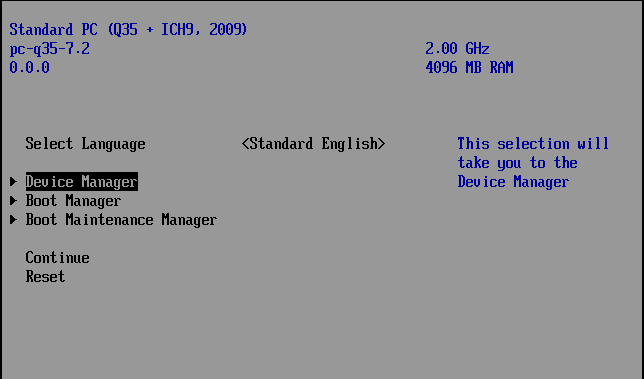 Standard PC (Q35 + ICH9, 2009)
pc-q35-7.2 2.00 GHz
0.0.0 4096 MB RAM
Select Language <Standard English> This selection will
take you to the
Device Manager Device Manager
Boot Manager
Boot Maintenance Manager
Continue
Reset